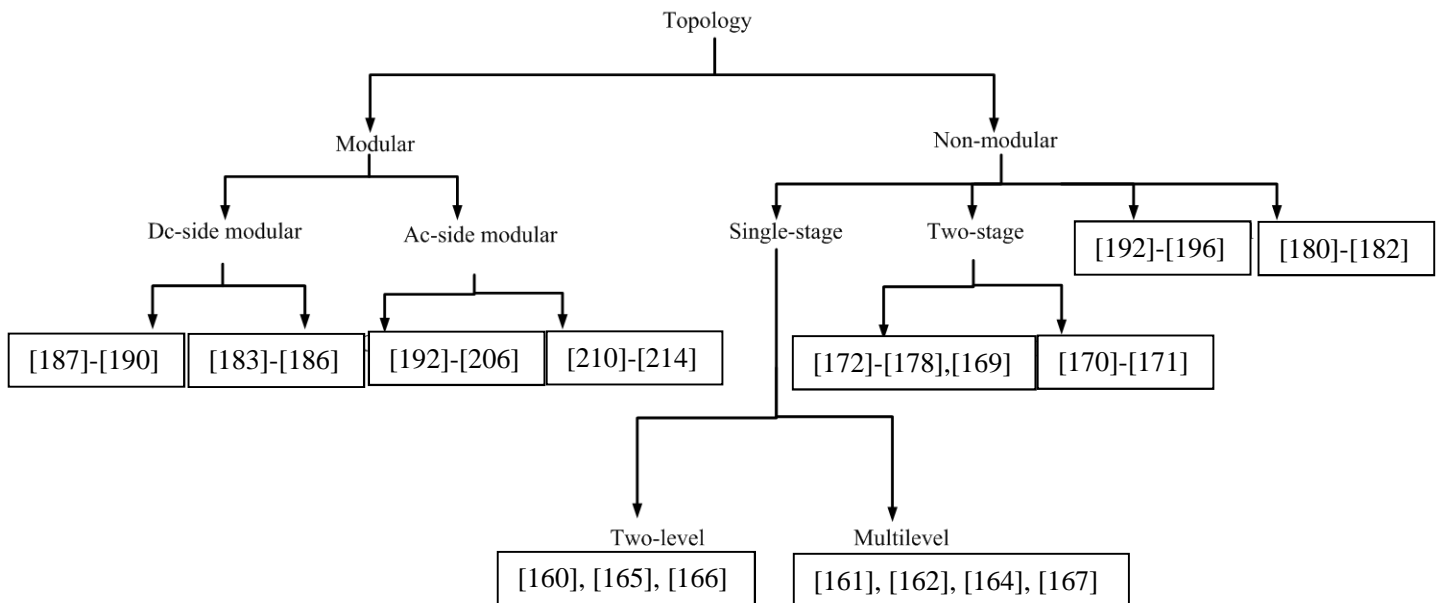 Topology
Modular
Non-modular
Dc-side modular
Ac-side modular
Single-stage
Two-stage
[192]-[196]
[180]-[182]
[187]-[190]
[183]-[186]
[192]-[206]
[210]-[214]
[172]-[178],[169]
[170]-[171]
Two-level
Multilevel
[160], [165], [166]
[161], [162], [164], [167]